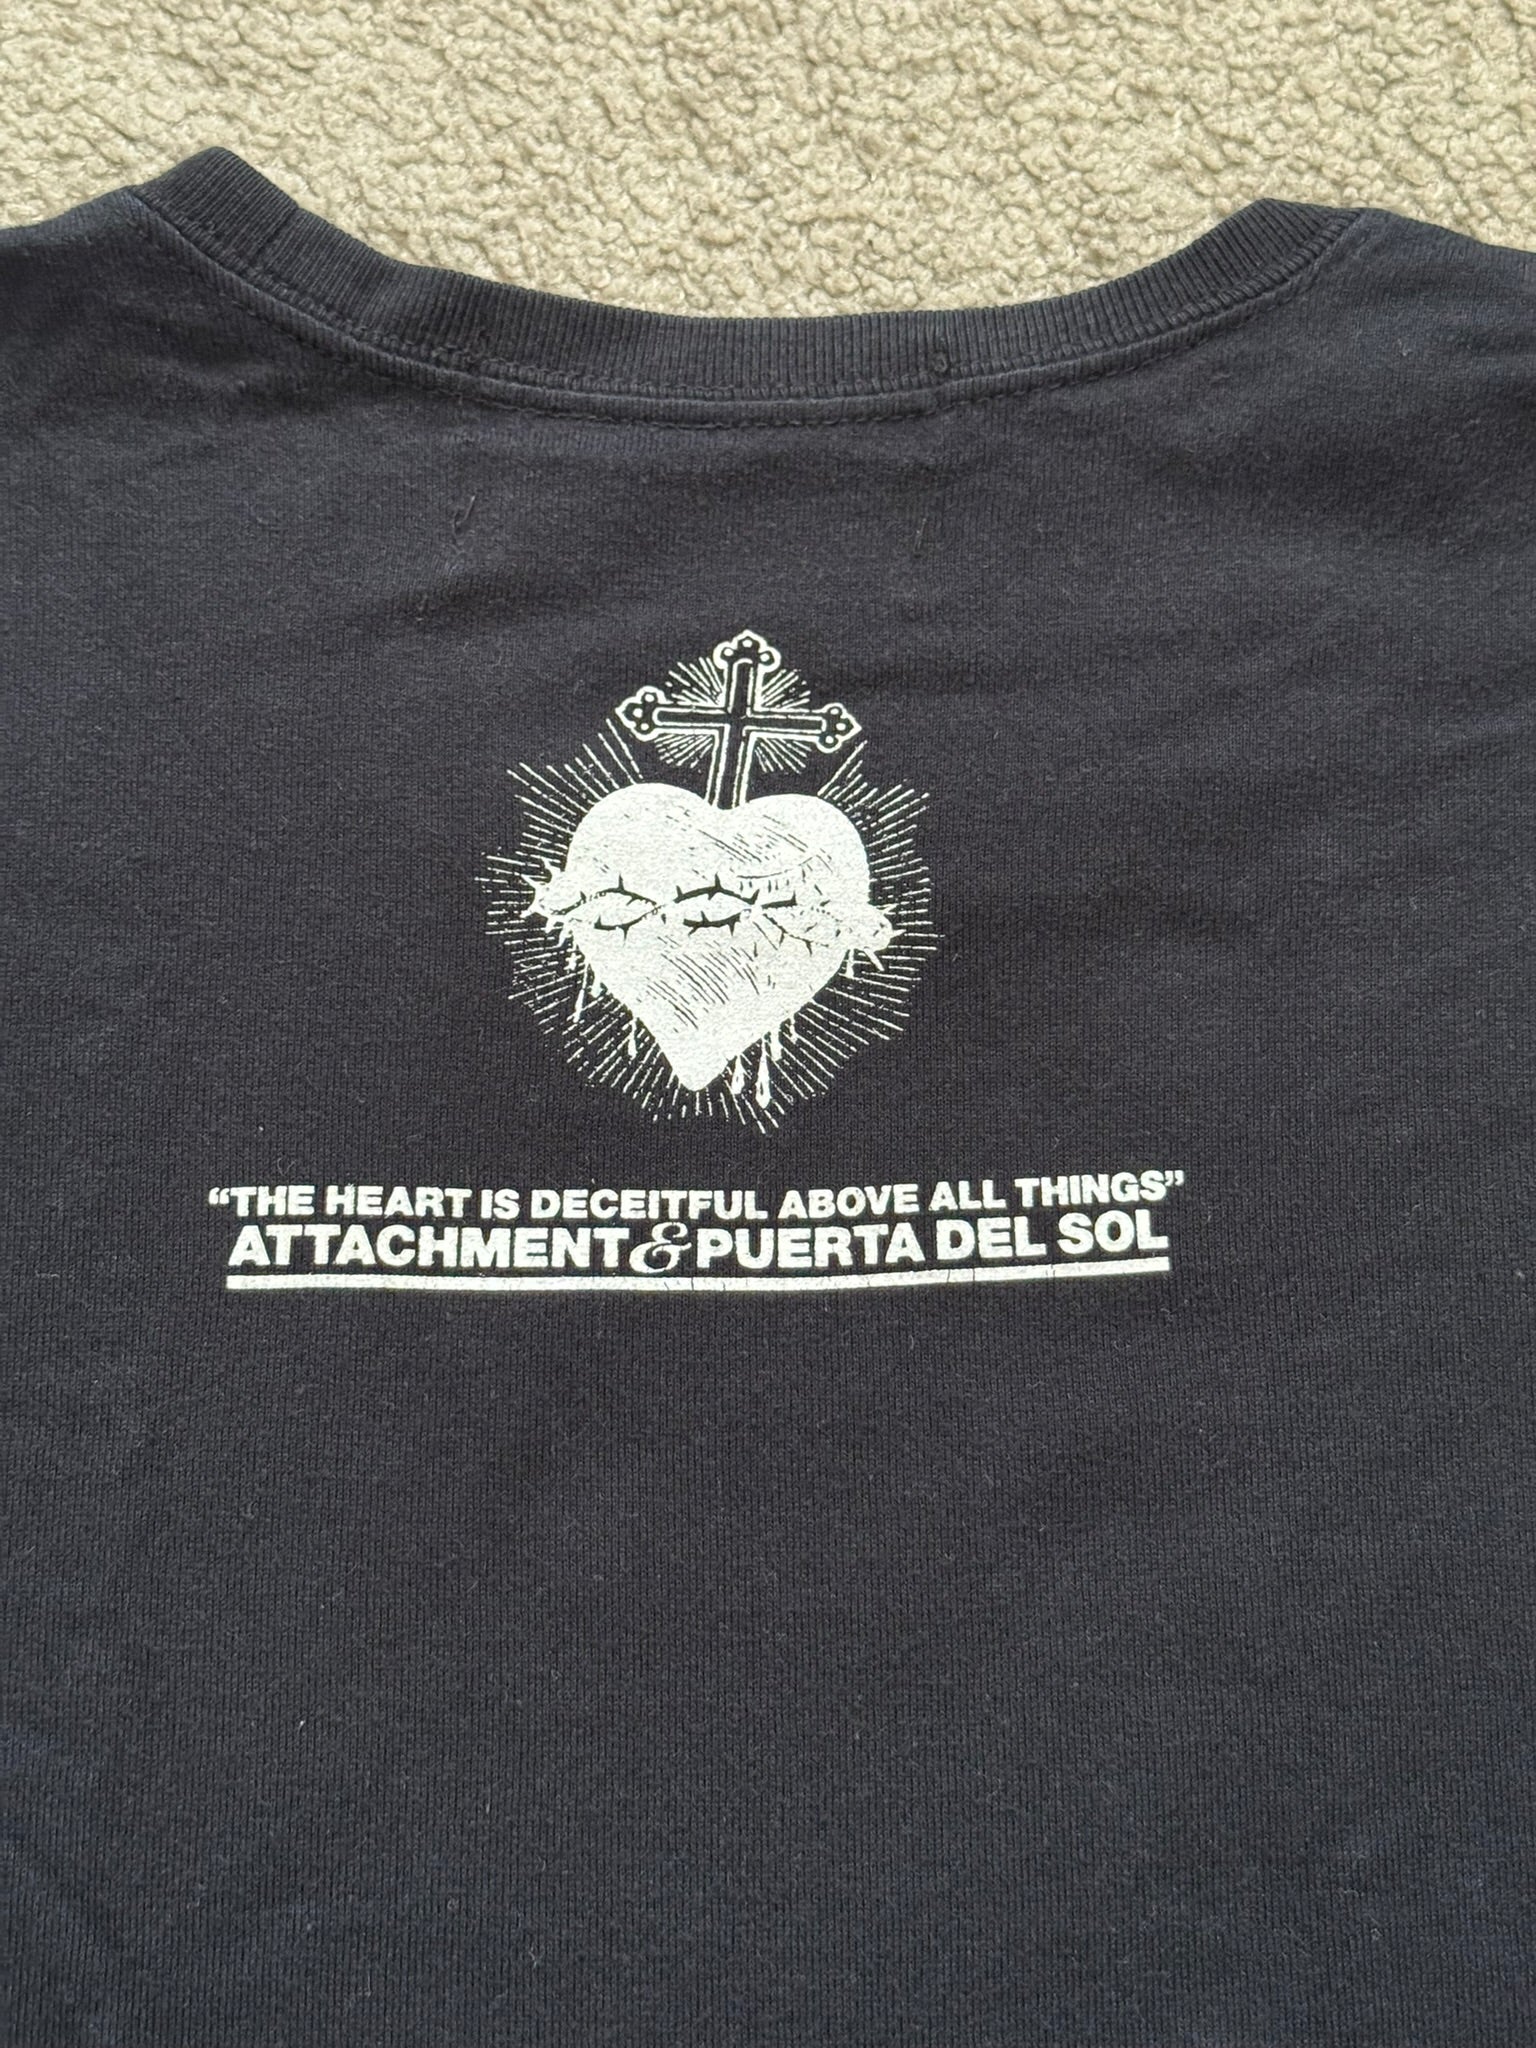 “THE HEART IS DECEITFUL ABOVE ALL THINGS”
ATTACHMENT & PUERTA DEL SOL